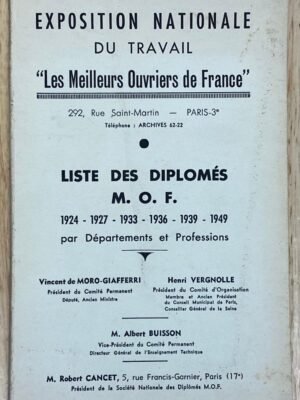 EXPOSITION NATIONALE
DU TRAVAIL
"Les Meilleurs Ouvriers de France"
292, Rue Saint-Martin — PARIS-3e
Téléphone : ARCHIVES 62-22
LISTE DES DIPLOMÉS
M. O. F.
1924 - 1927 - 1933 - 1936 - 1939 - 1949
par Départements et Professions
Vincent de MORO-GIAFFERRI
Président du Comité Permanent
Député, Ancien Ministre
Henri VERGNOLLE
Président du Comité d'Organisation
Membre et Ancien Président
du Conseil Municipal de Paris,
Conseiller Général de la Seine
M. Albert BUISSON
Vice-Président du Comité Permanent
Directeur Général de l'Enseignement Technique
M. Robert CANCET, 5, rue Francis-Garnier, Paris (17e)
Président de la Société Nationale des Diplômés M.O.F.